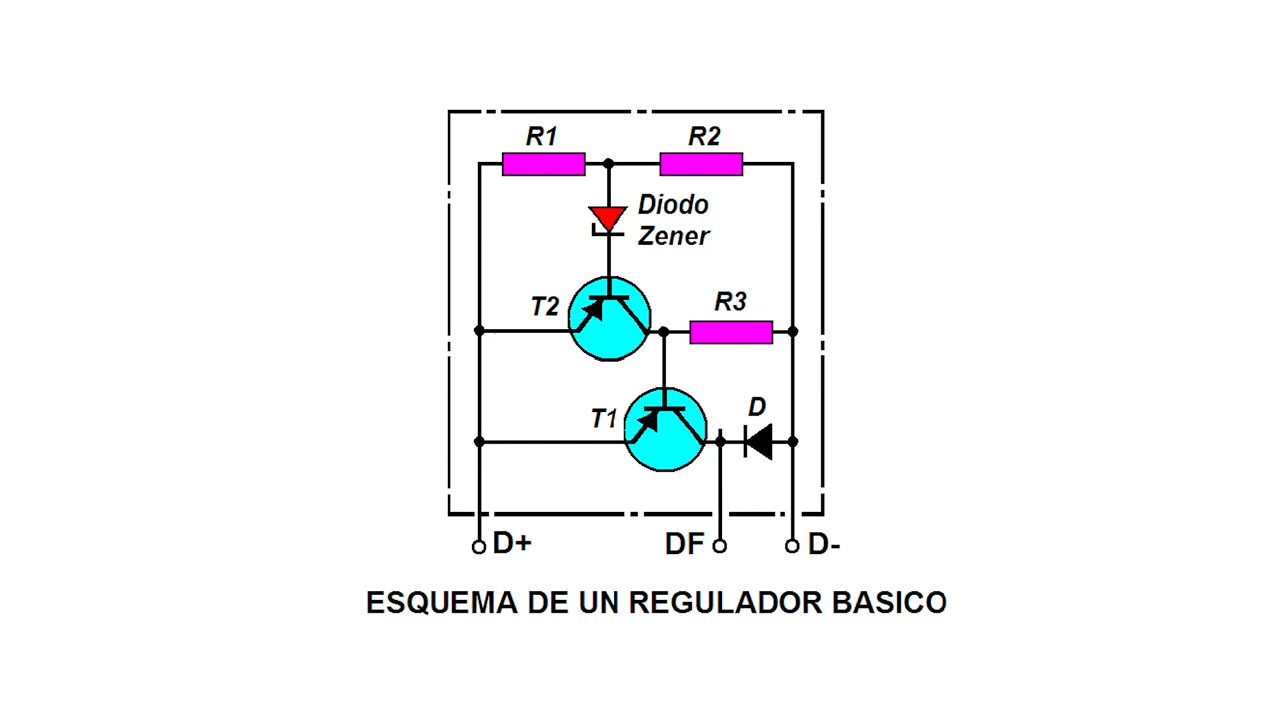 R1
R2
Diodo
Zener
T2
R3
T1
D
D+
DF
D-
ESQUEMA DE UN REGULADOR BASICO